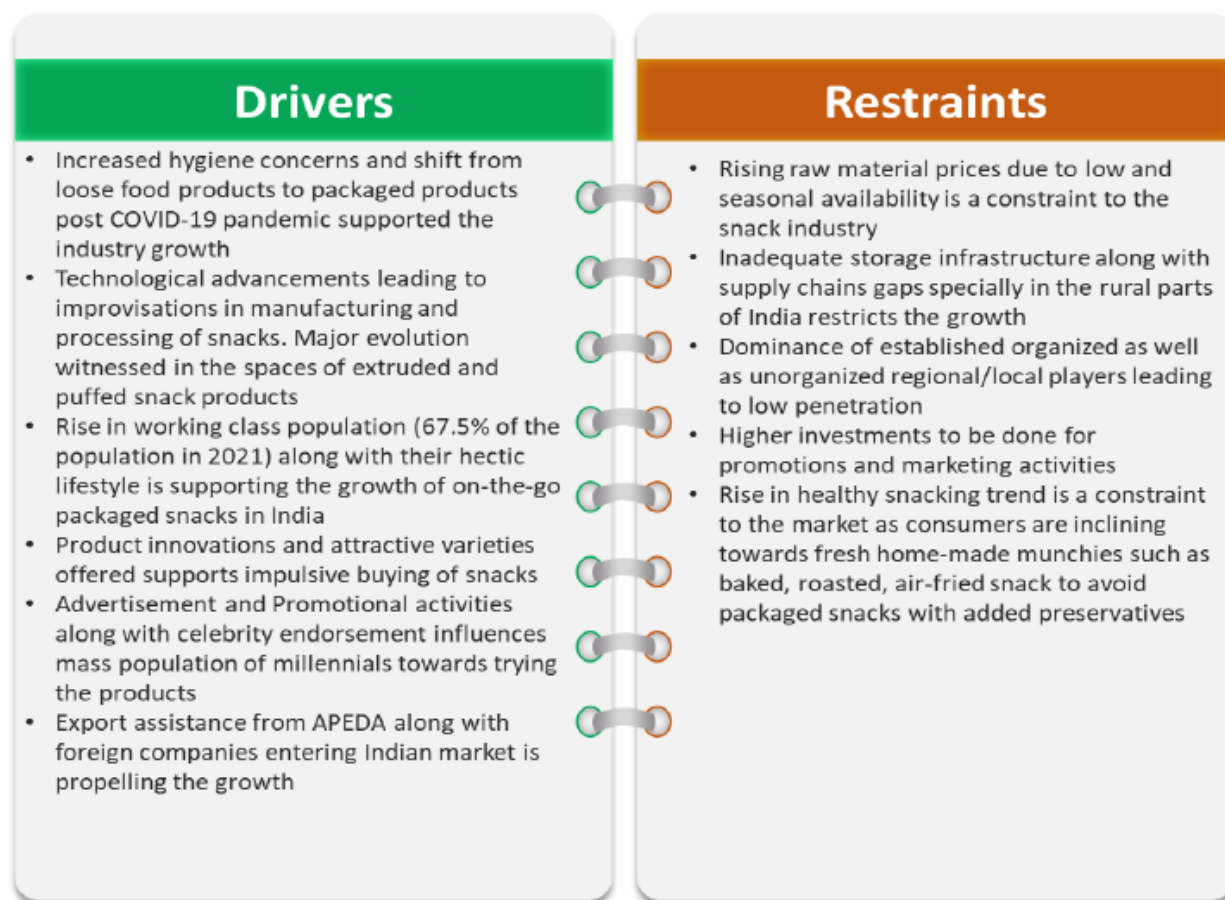 Drivers
• Increased hygiene concerns and shift from
loose food products to packaged products
post COVID-19 pandemic supported the
industry growth
• Technological advancements leading to
improvisations in manufacturing and
processing of snacks. Major evolution
witnessed in the spaces of extruded and
puffed snack products
• Rise in working class population (67.5% of the
population in 2021) along with their hectic
lifestyle is supporting the growth of on-the-go
packaged snacks in India
• Product innovations and attractive varieties
offered supports impulsive buying of snacks
• Advertisement and Promotional activities
along with celebrity endorsement influences
mass population of millennials towards trying
the products
• Export assistance from APEDA along with
foreign companies entering Indian market is
propelling the growth
Restraints
• Rising raw material prices due to low and
seasonal availability is a constraint to the
snack industry
• Inadequate storage infrastructure along with
supply chains gaps specially in the rural parts
of India restricts the growth
• Dominance of established organized as well
as unorganized regional/local players leading
to low penetration
• Higher investments to be done for
promotions and marketing activities
• Rise in healthy snacking trend is a constraint
to the market as consumers are inclining
towards fresh home-made munchies such as
baked, roasted, air-fried snack to avoid
packaged snacks with added preservatives